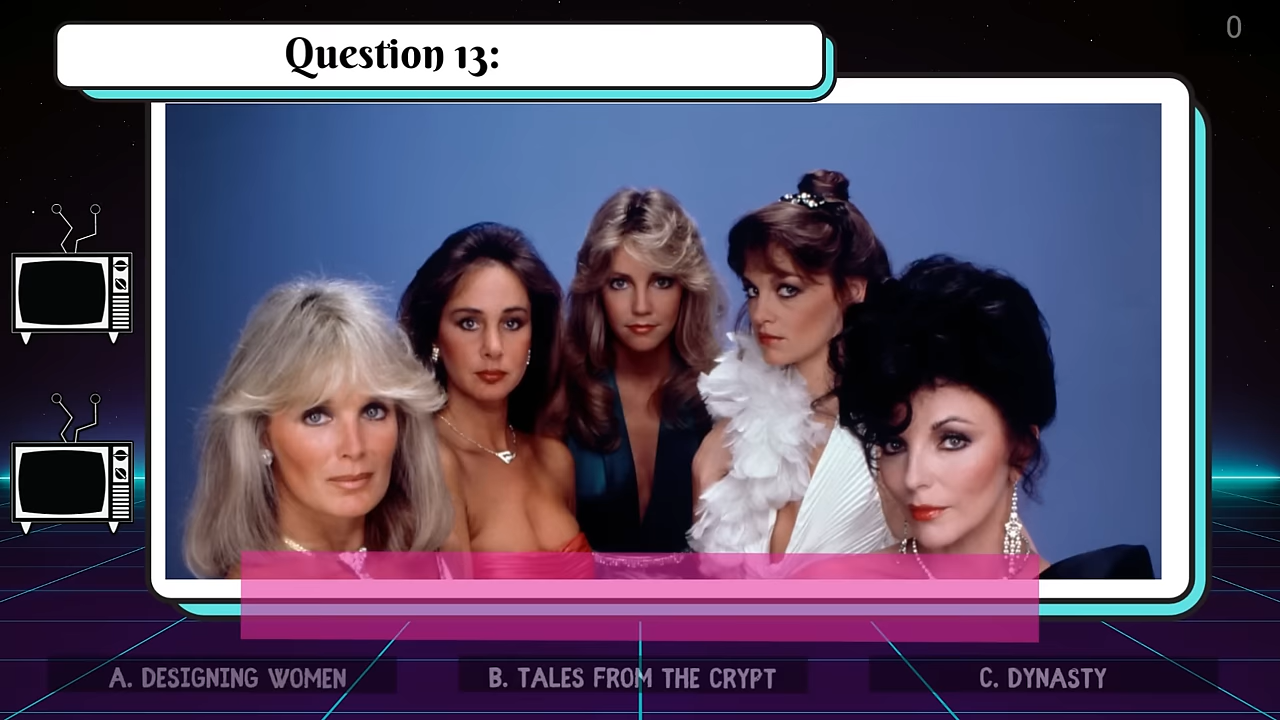 0
Question 13:
A. DESIGNING WOMEN
B. TALES FROM THE CRYPT
C. DYNASTY